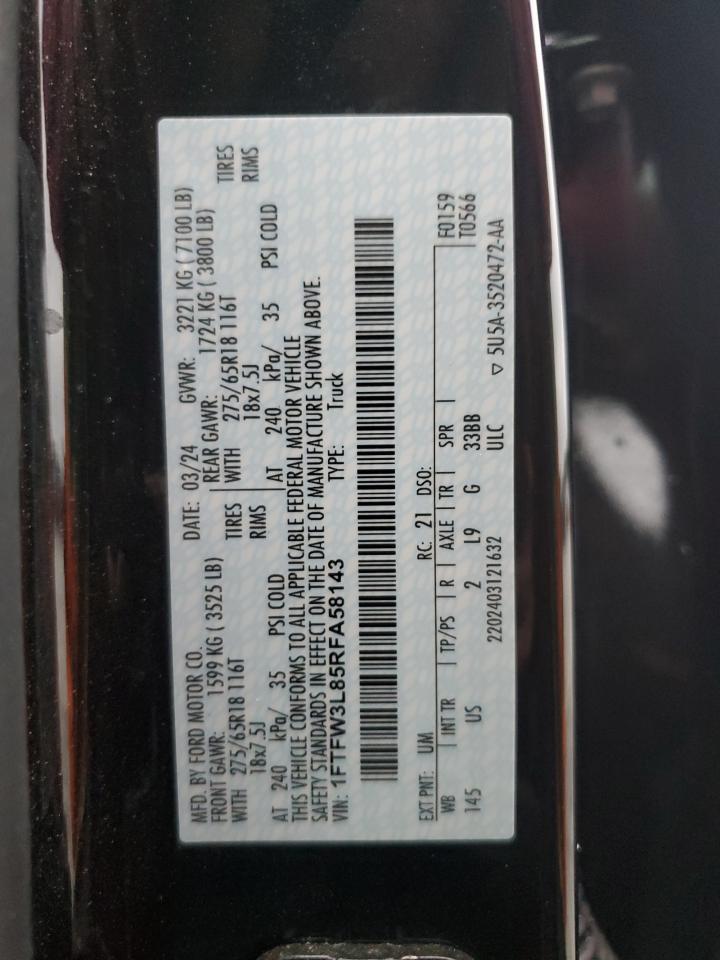 MFD. BY FORD MOTOR CO. DATE: 03/24 GVWR: 3221 KG ( 7100 LB)
FRONT GAWR: 1599 KG ( 3525 LB) REAR GAWR: 1724 KG ( 3800 LB)
WITH 275/65R18 116T TIRES WITH 275/65R18 116T TIRES
18x7.5J RIMS 18x7.5J RIMS
AT 240 kPa/ 35 PSI COLD AT 240 kPa/ 35 PSI COLD
THIS VEHICLE CONFORMS TO ALL APPLICABLE FEDERAL MOTOR VEHICLE
SAFETY STANDARDS IN EFFECT ON THE DATE OF MANUFACTURE SHOWN ABOVE.
VIN: 1FTFW3L85RFA58143 TYPE: Truck
EXT PNT: UM RC: 21 DSO:
WB INT TR TP/PS R AXLE TR SPR F0159
145 US 2 L9 G 33BB T0566
2202403121632 ULC ▽ 5U5A-3520472-AA